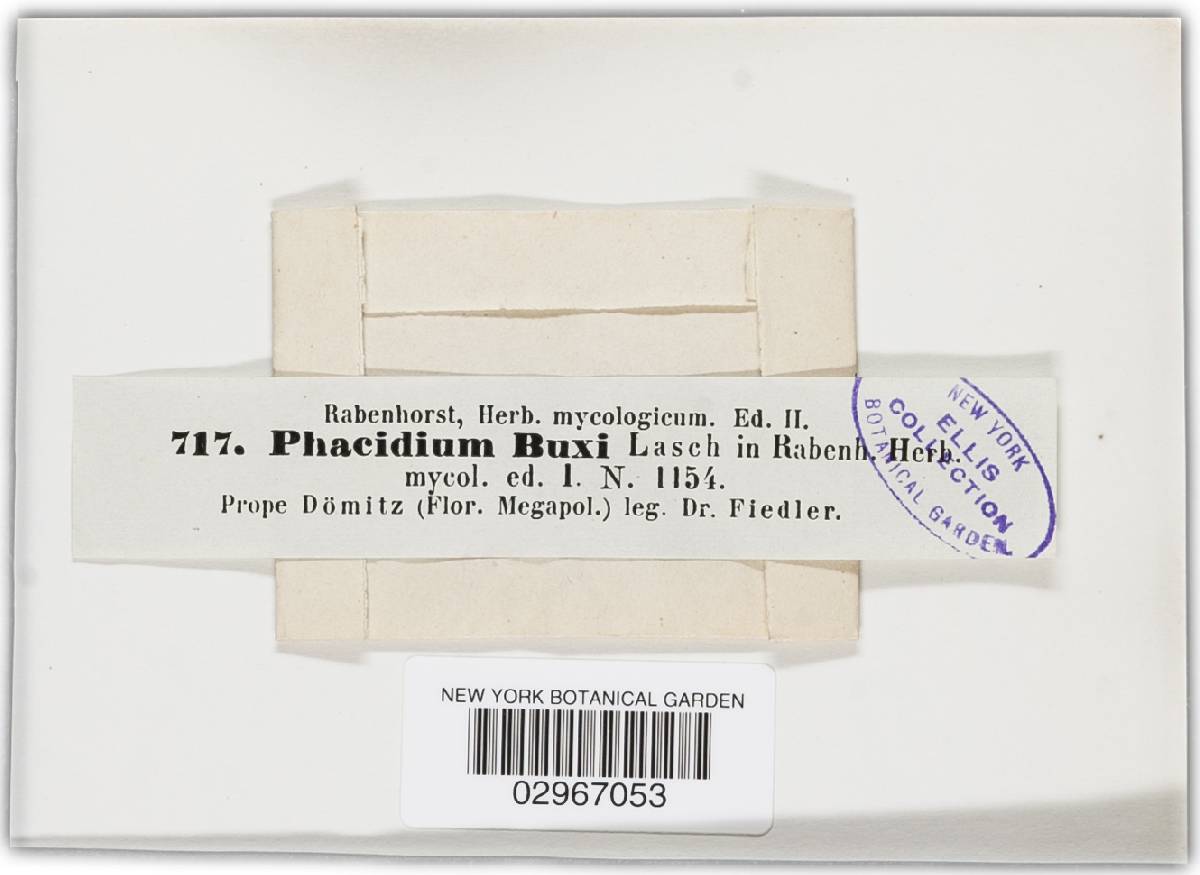 Rabenhorst, Herb. mycologicum. Ed. II.
717. Phacidium Buxi Lasch in Rabenh. Herb.
mycol. ed. I. N. 1154.
Prope Dömitz (Flor. Megapol.) leg. Dr. Fiedler.
NEW YORK
ELLIS
COLLECTION
BOTANICAL GARDEN
NEW YORK BOTANICAL GARDEN
02967053